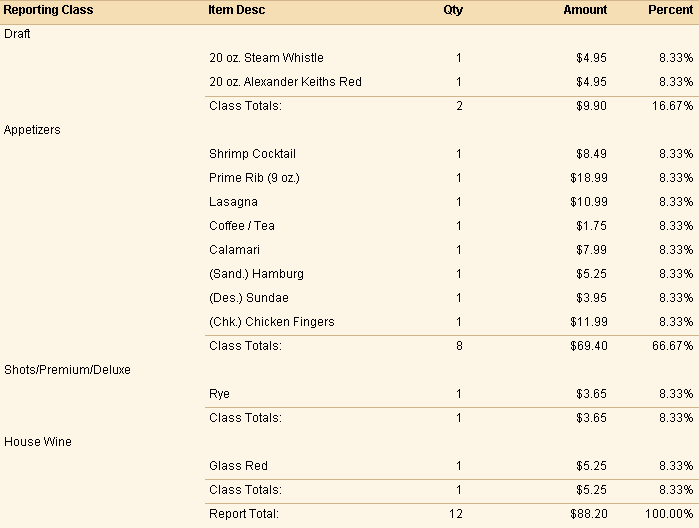 Reporting Class Item Desc Qty Amount Percent
Draft
20 oz. Steam Whistle 1 $4.95 8.33%
20 oz. Alexander Keiths Red 1 $4.95 8.33%
Class Totals: 2 $9.90 16.67%
Appetizers
Shrimp Cocktail 1 $8.49 8.33%
Prime Rib (9 oz.) 1 $18.99 8.33%
Lasagna 1 $10.99 8.33%
Coffee / Tea 1 $1.75 8.33%
Calamari 1 $7.99 8.33%
(Sand.) Hamburg 1 $5.25 8.33%
(Des.) Sundae 1 $3.95 8.33%
(Chk.) Chicken Fingers 1 $11.99 8.33%
Class Totals: 8 $69.40 66.67%
Shots/Premium/Deluxe
Rye 1 $3.65 8.33%
Class Totals: 1 $3.65 8.33%
House Wine
Glass Red 1 $5.25 8.33%
Class Totals: 1 $5.25 8.33%
Report Total: 12 $88.20 100.00%